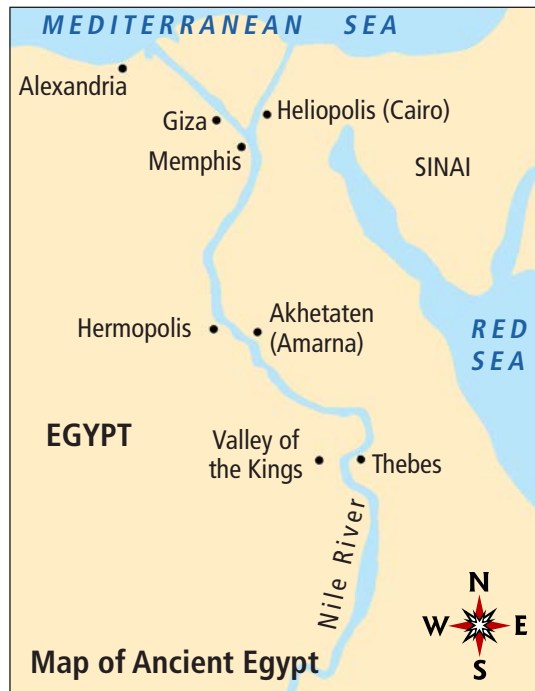 MEDITERRANEAN SEA
Alexandria
Giza
Heliopolis (Cairo)
Memphis
SINAI
Hermopolis
Akhetaten
(Amarna)
RED
SEA
EGYPT
Valley of
the Kings
Thebes
Nile River
N
W E
S
Map of Ancient Egypt